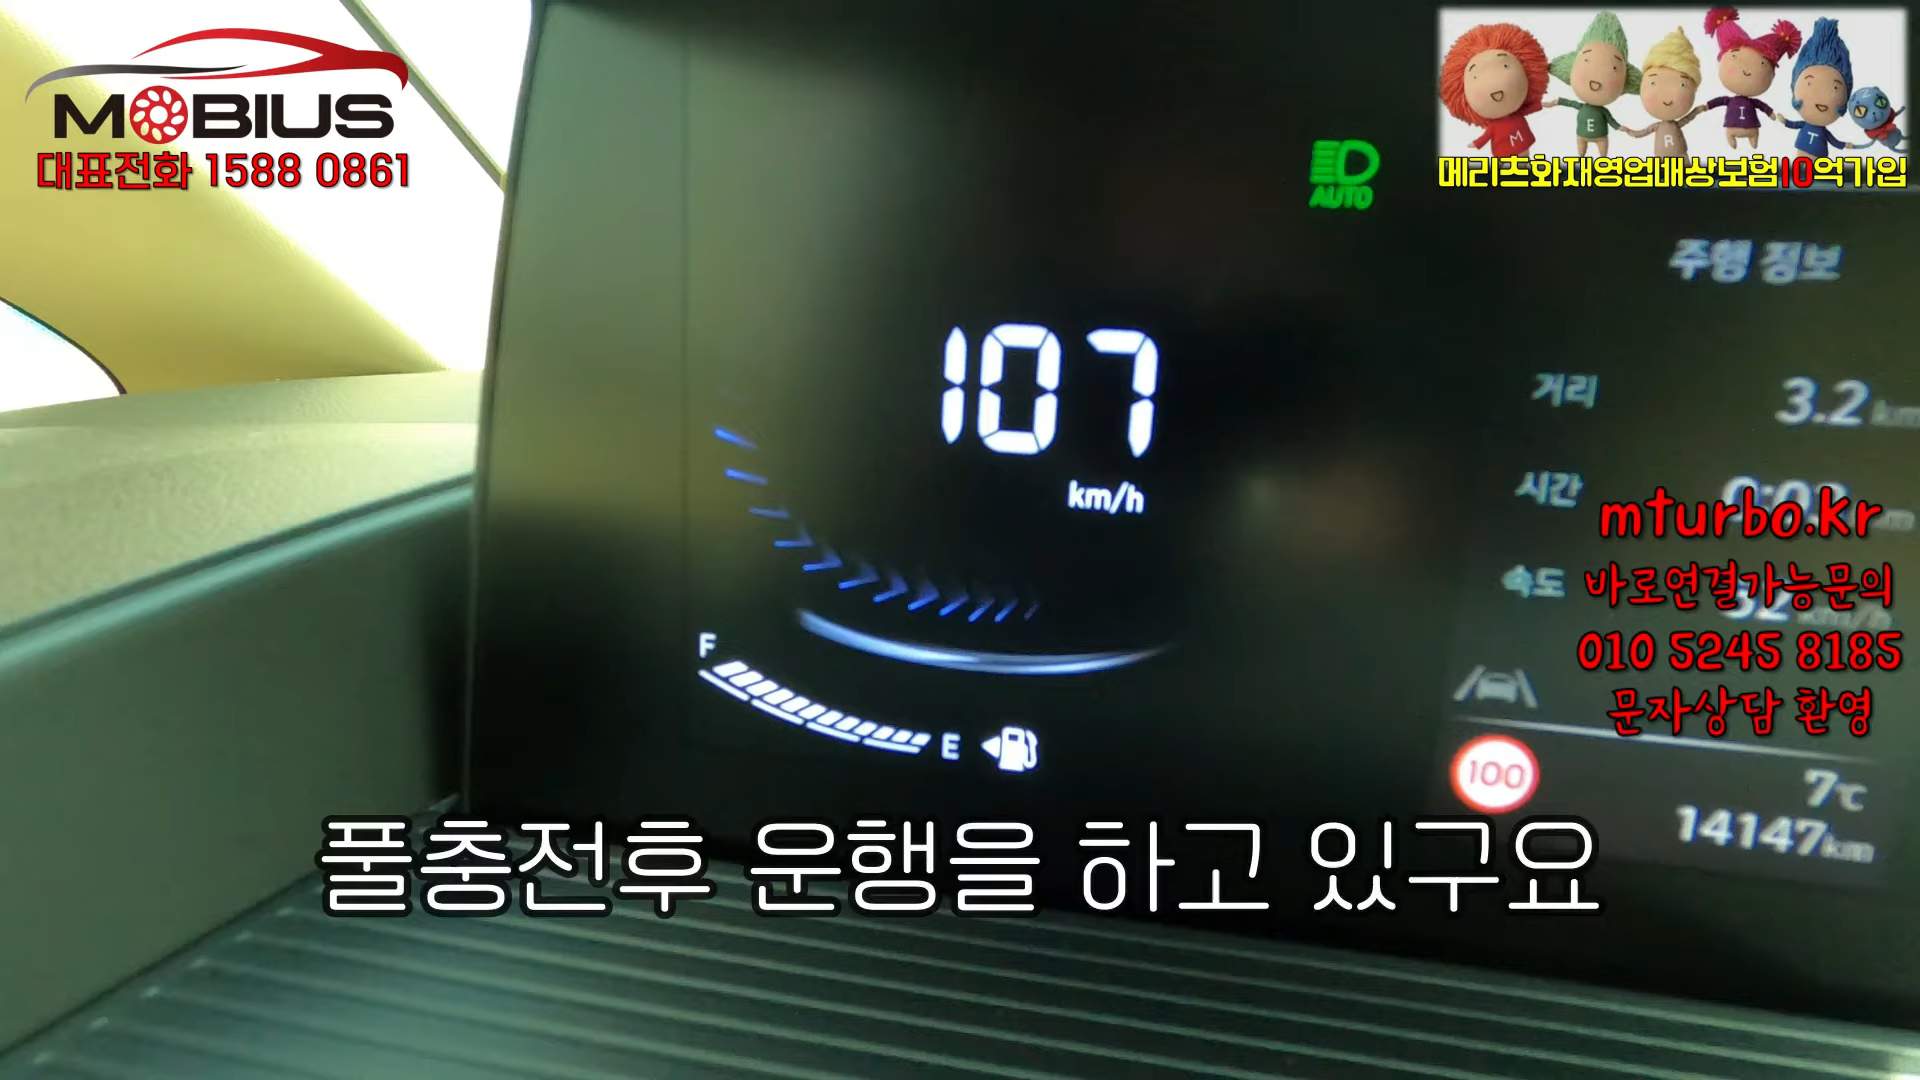 MOBIUS
대표전화 1588 0861
M E R I T Z
메리츠화재영업배상보험10억가입
AUTO
주행 정보
107
km/h
거리 3.2 km
시간
속도
mturbo.kr
바로연결가능문의
010 5245 8185
문자상담 환영
F
E
100
7℃
14147km
풀충전후 운행을 하고 있구요